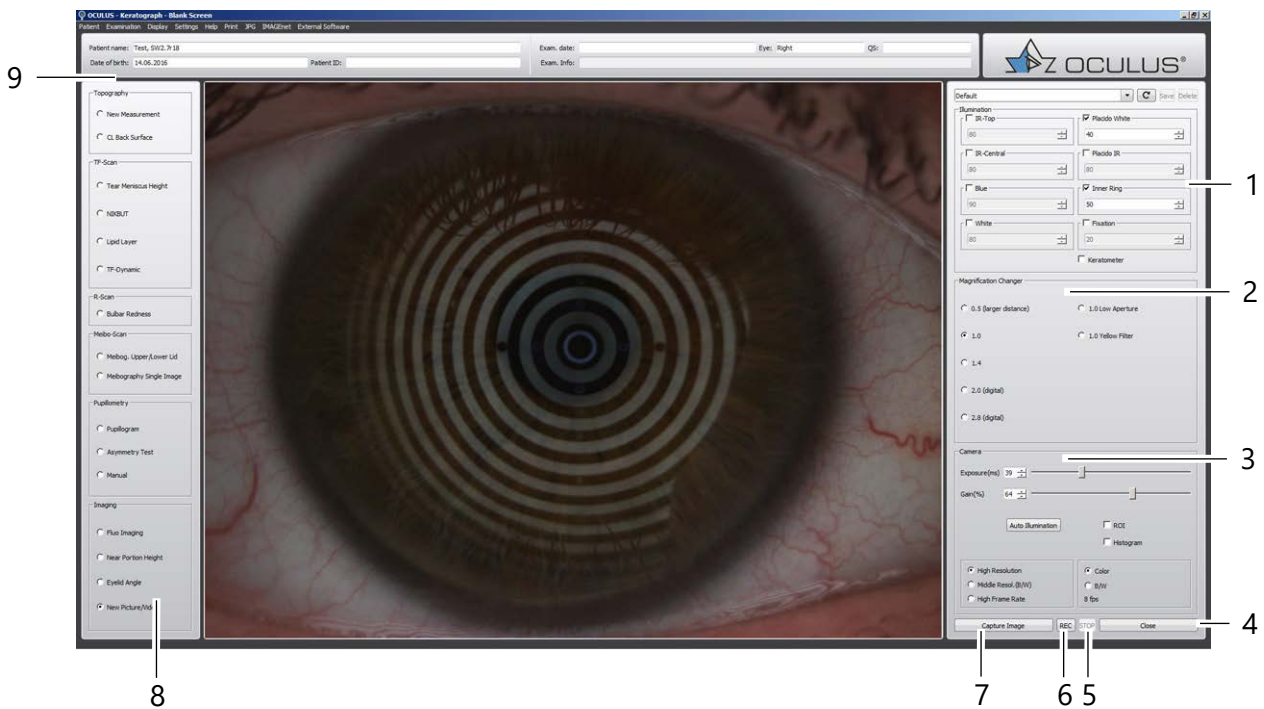 OCULUS - Keratograph - Blank Screen
Patient Examination Display Settings Help Print JPG IMAGEnet External Software
Patient name: Test, SW2.7r18 Exam. date: Eye: Right QS:
Date of birth: 14.06.2016 Patient ID: Exam. Info:
OCULUS®
9
Topography
New Measurement
CL Back Surface
TF-Scan
Tear Meniscus Height
NIKBUT
Lipid Layer
TF-Dynamic
R-Scan
Bulbar Redness
Meibo-Scan
Meibog. Upper/Lower Lid
Meibography Single Image
Pupillometry
Pupillogram
Asymmetry Test
Manual
Imaging
Fluo Imaging
Near Portion Height
Eyelid Angle
New Picture/Video
8
Default Save Delete
Illumination
IR-Top Placido White
80 40
IR-Central Placido IR
80 80
1
Blue Inner Ring
90 50
White Fixation
80 20
Keratometer
Magnification Changer
2
0.5 (larger distance) 1.0 Low Aperture
1.0 1.0 Yellow Filter
1.4
2.0 (digital)
2.8 (digital)
Camera
3
Exposure(ms) 39
Gain(%) 64
Auto Illumination ROI
Histogram
High Resolution Color
Middle Resol.(B/W) B/W
High Frame Rate 8 fps
Capture Image REC STOP Close
4
7 6 5